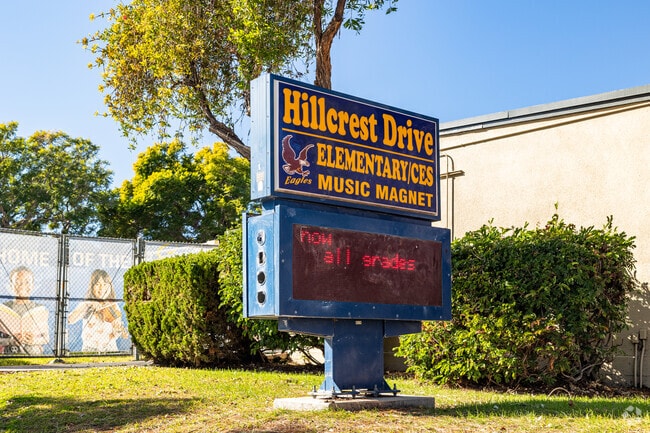 Hillcrest Drive
ELEMENTARY/CES
MUSIC MAGNET
Eagles
now
all grades
HOME OF THE